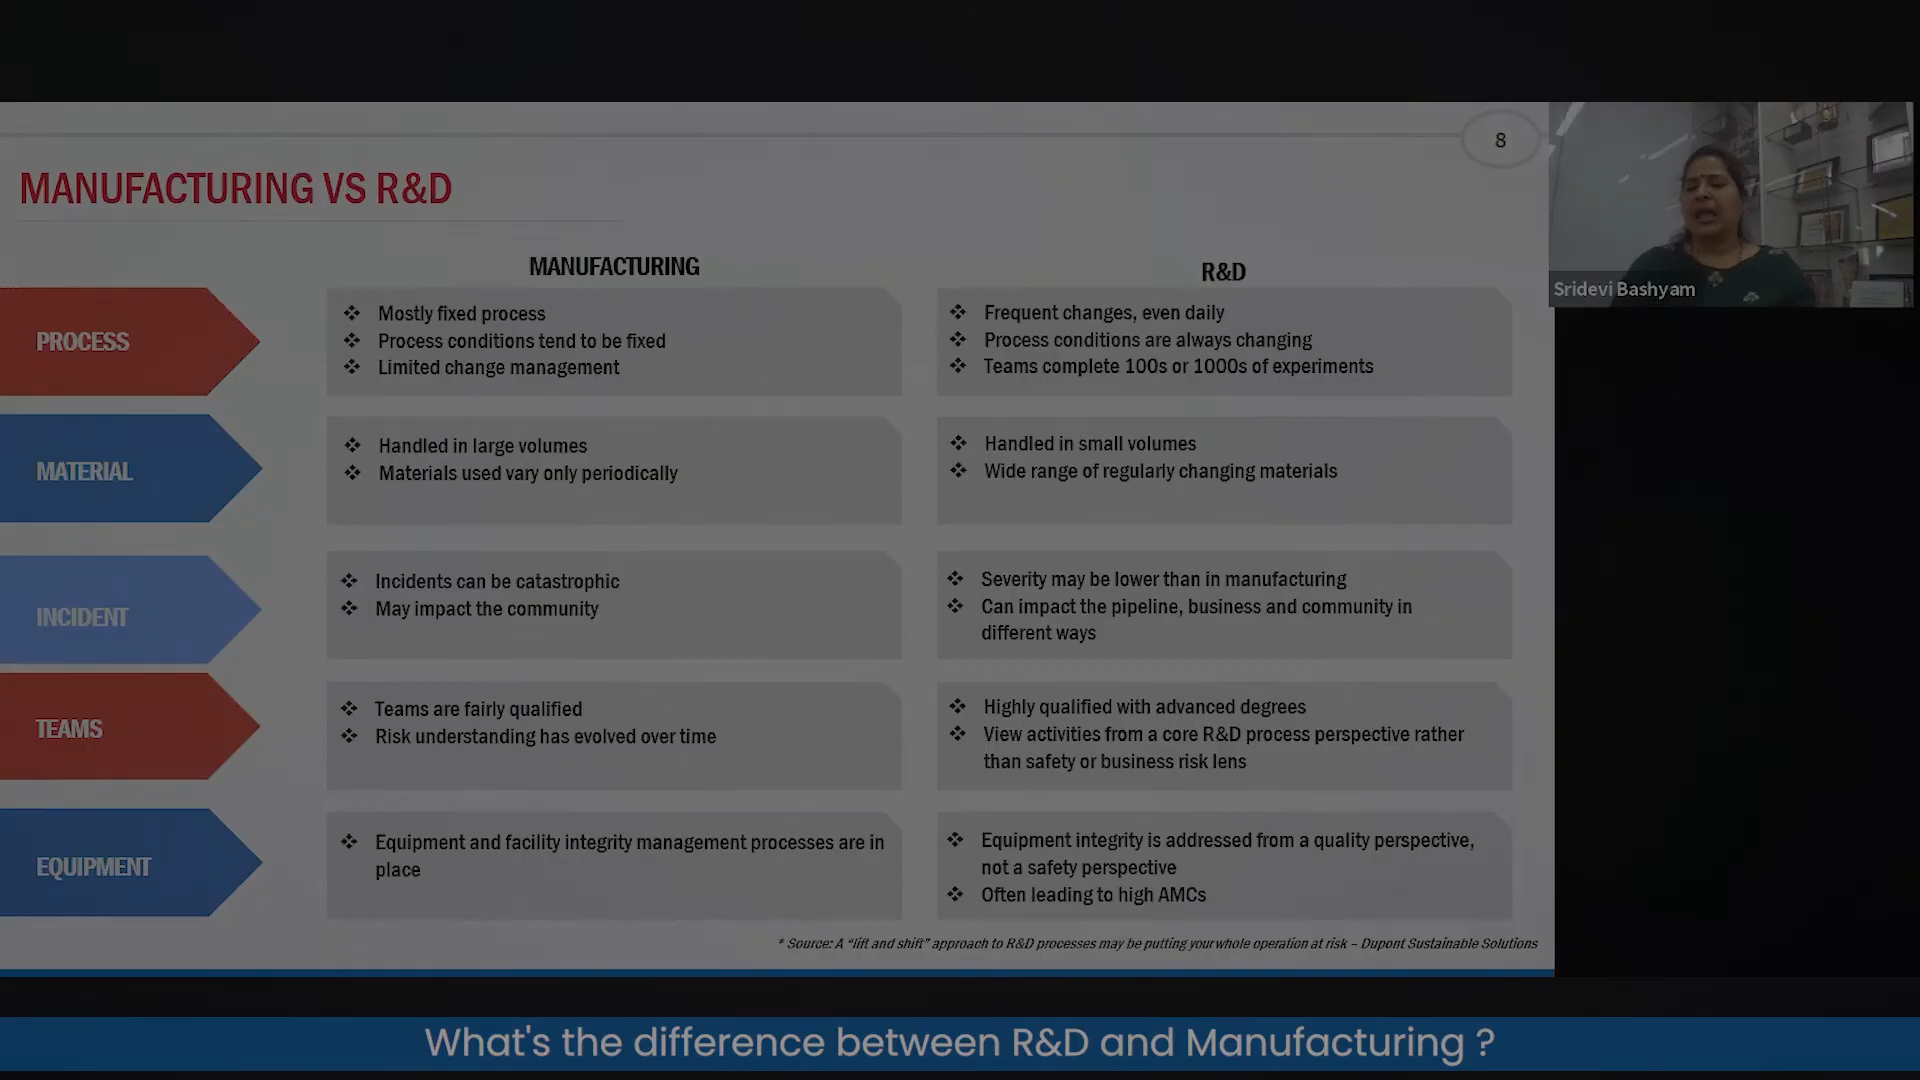 8
MANUFACTURING VS R&D
Sridevi Bashyam
MANUFACTURING
R&D
PROCESS
❖ Mostly fixed process
❖ Process conditions tend to be fixed
❖ Limited change management
❖ Frequent changes, even daily
❖ Process conditions are always changing
❖ Teams complete 100s or 1000s of experiments
MATERIAL
❖ Handled in large volumes
❖ Materials used vary only periodically
❖ Handled in small volumes
❖ Wide range of regularly changing materials
INCIDENT
❖ Incidents can be catastrophic
❖ May impact the community
❖ Severity may be lower than in manufacturing
❖ Can impact the pipeline, business and community in
different ways
TEAMS
❖ Teams are fairly qualified
❖ Risk understanding has evolved over time
❖ Highly qualified with advanced degrees
❖ View activities from a core R&D process perspective rather
than safety or business risk lens
EQUIPMENT
❖ Equipment and facility integrity management processes are in
place
❖ Equipment integrity is addressed from a quality perspective,
not a safety perspective
❖ Often leading to high AMCs
* Source: A “lift and shift” approach to R&D processes may be putting your whole operation at risk – Dupont Sustainable Solutions
What's the difference between R&D and Manufacturing ?